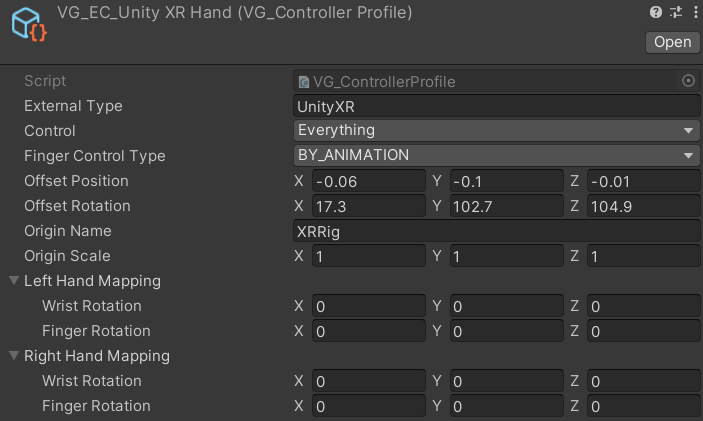 VG_EC_Unity XR Hand (VG_Controller Profile)
Open
Script VG_ControllerProfile
External Type UnityXR
Control Everything
Finger Control Type BY_ANIMATION
Offset Position X -0.06 Y -0.1 Z -0.01
Offset Rotation X 17.3 Y 102.7 Z 104.9
Origin Name XRRig
Origin Scale X 1 Y 1 Z 1
Left Hand Mapping
Wrist Rotation X 0 Y 0 Z 0
Finger Rotation X 0 Y 0 Z 0
Right Hand Mapping
Wrist Rotation X 0 Y 0 Z 0
Finger Rotation X 0 Y 0 Z 0